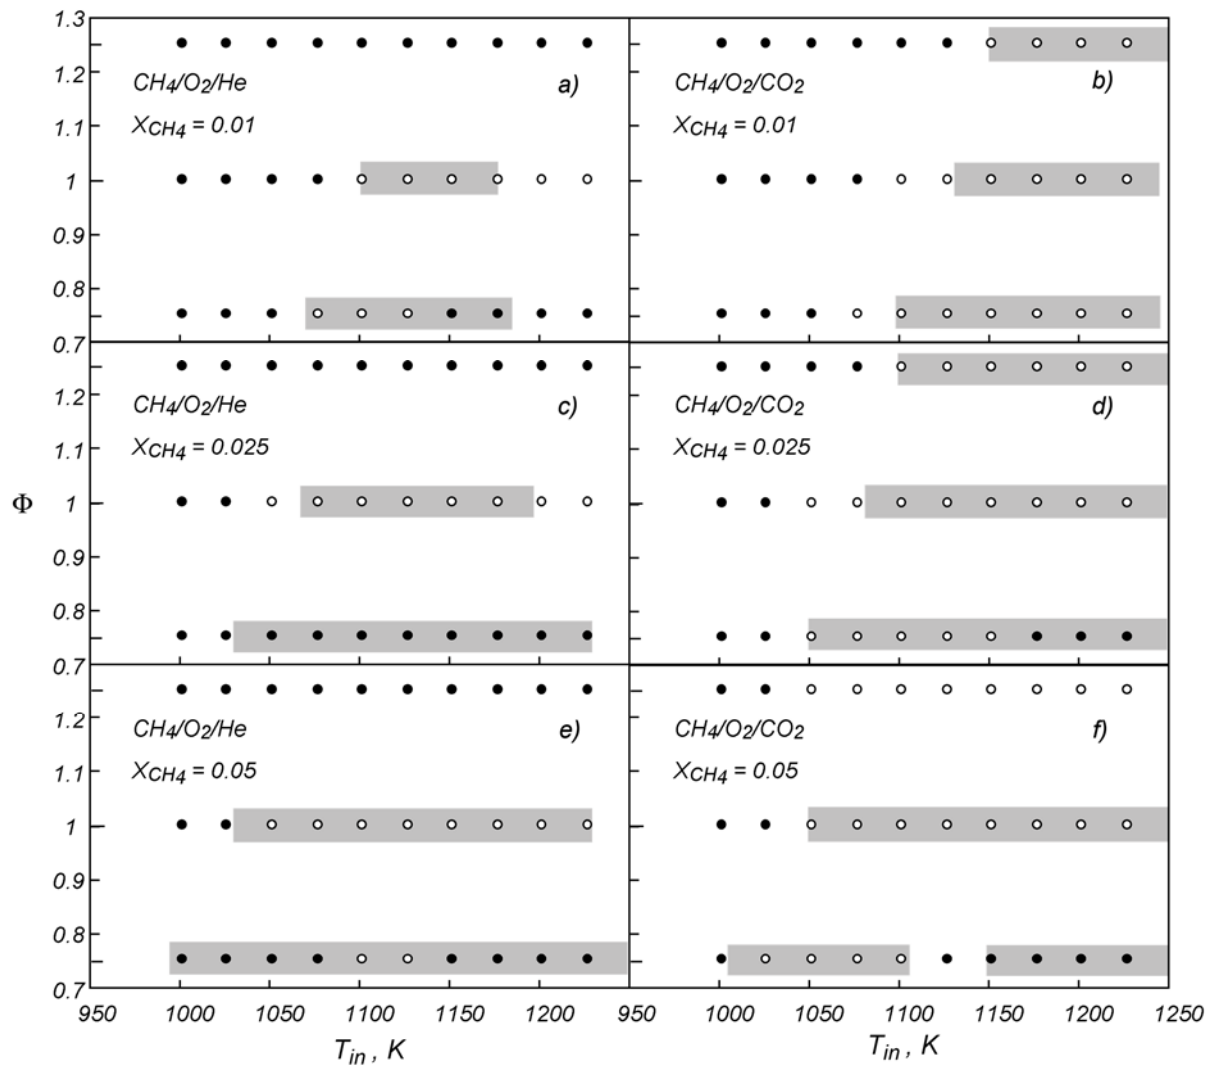 1.3
1.2
1.1
1
0.9
0.8
0.7
CH4/O2/He
a)
XCH4 = 0.01
CH4/O2/CO2
b)
XCH4 = 0.01
1.2
1.1
1
0.9
0.8
0.7
CH4/O2/He
c)
XCH4 = 0.025
CH4/O2/CO2
d)
XCH4 = 0.025
Φ
1.2
1.1
1
0.9
0.8
0.7
CH4/O2/He
e)
XCH4 = 0.05
CH4/O2/CO2
f)
XCH4 = 0.05
950 1000 1050 1100 1150 1200 950 1000 1050 1100 1150 1200 1250
Tin , K Tin , K